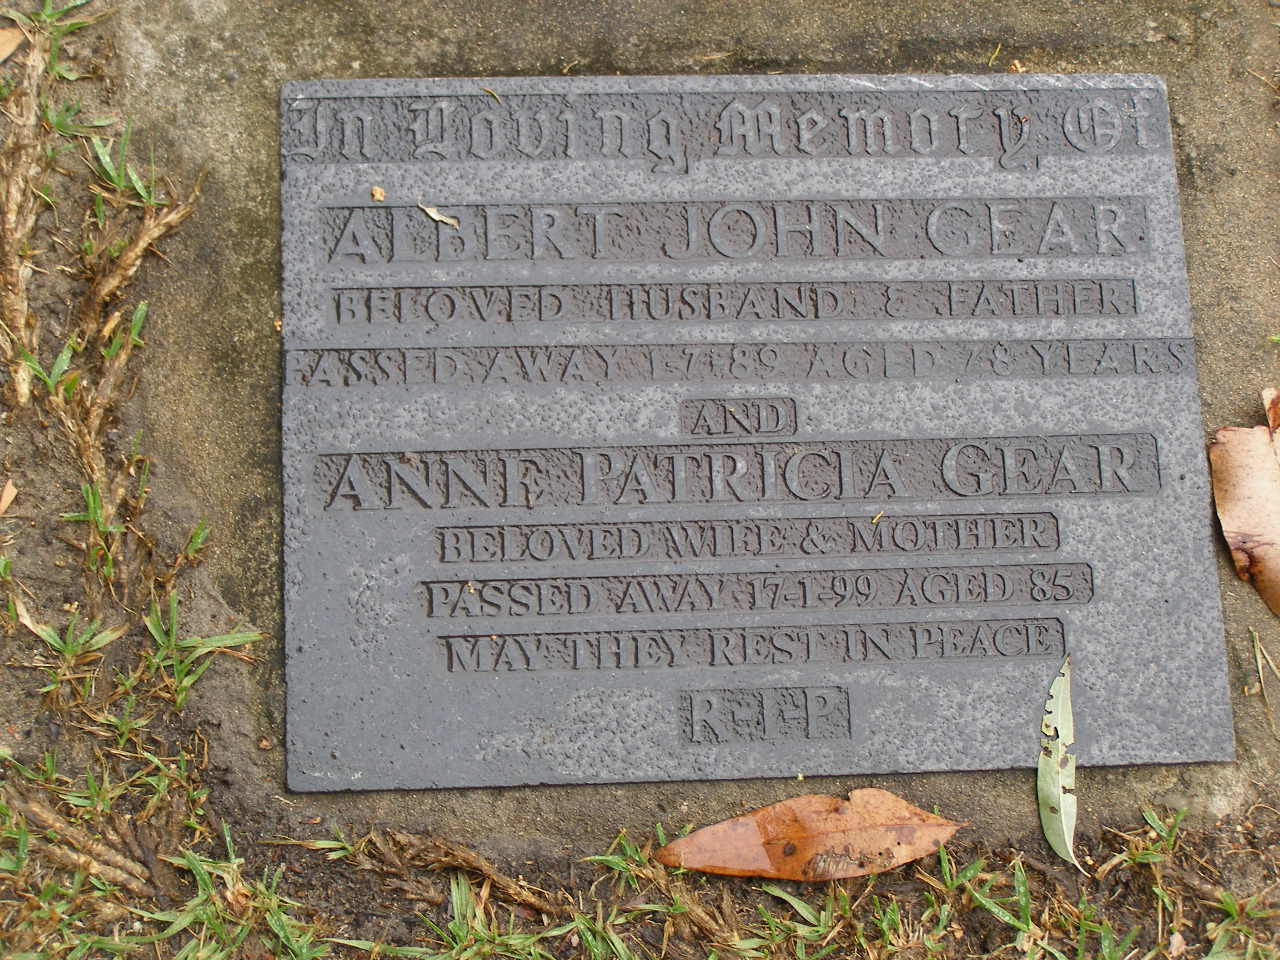 In Loving Memory Of
ALBERT JOHN GEAR
BELOVED HUSBAND & FATHER
PASSED AWAY 1-7-89 AGED 78 YEARS
AND
ANNE PATRICIA GEAR
BELOVED WIFE & MOTHER
PASSED AWAY 17-1-99 AGED 85
MAY THEY REST IN PEACE
R-I-P